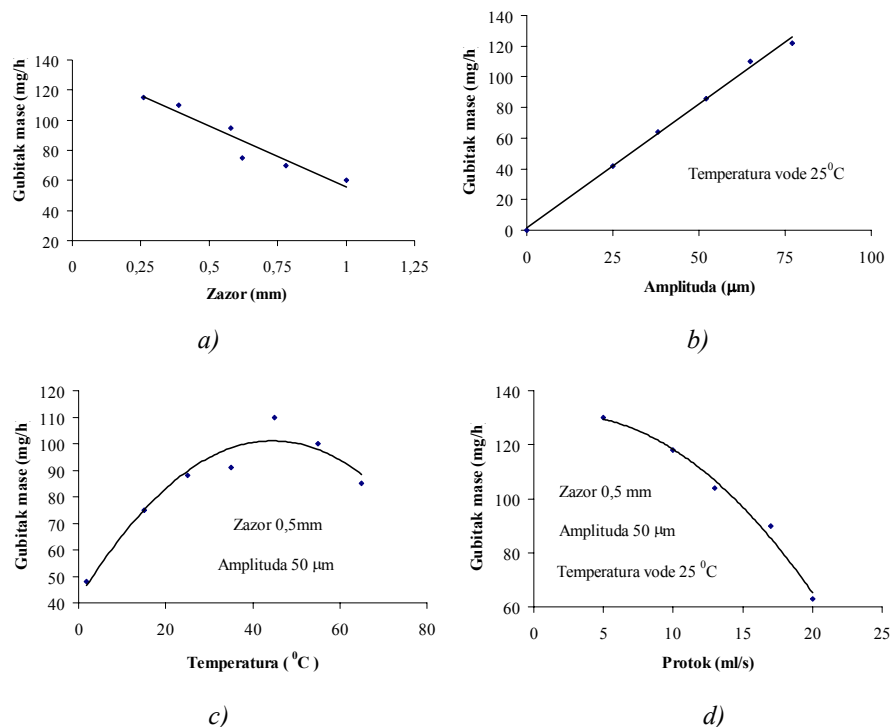 140
120
100
80
60
40
20
0
0,25
0,5
0,75
1
1,25
Gubitak mase (mg/h
Zazor (mm)
a)
140
120
100
80
60
40
20
0
0
25
50
75
100
Gubitak mase (mg/h
Temperatura vode 25⁰C
Amplituda (μm)
b)
120
110
100
90
80
70
60
50
40
0
20
40
60
80
Gubitak mase (mg/h
Zazor 0,5mm
Amplituda 50 μm
Temperatura ( ⁰C)
c)
140
120
100
80
60
0
5
10
15
20
25
Gubitak mase (mg/h
Zazor 0,5 mm
Amplituda 50 μm
Temperatura vode 25 ⁰C
Protok (ml/s)
d)